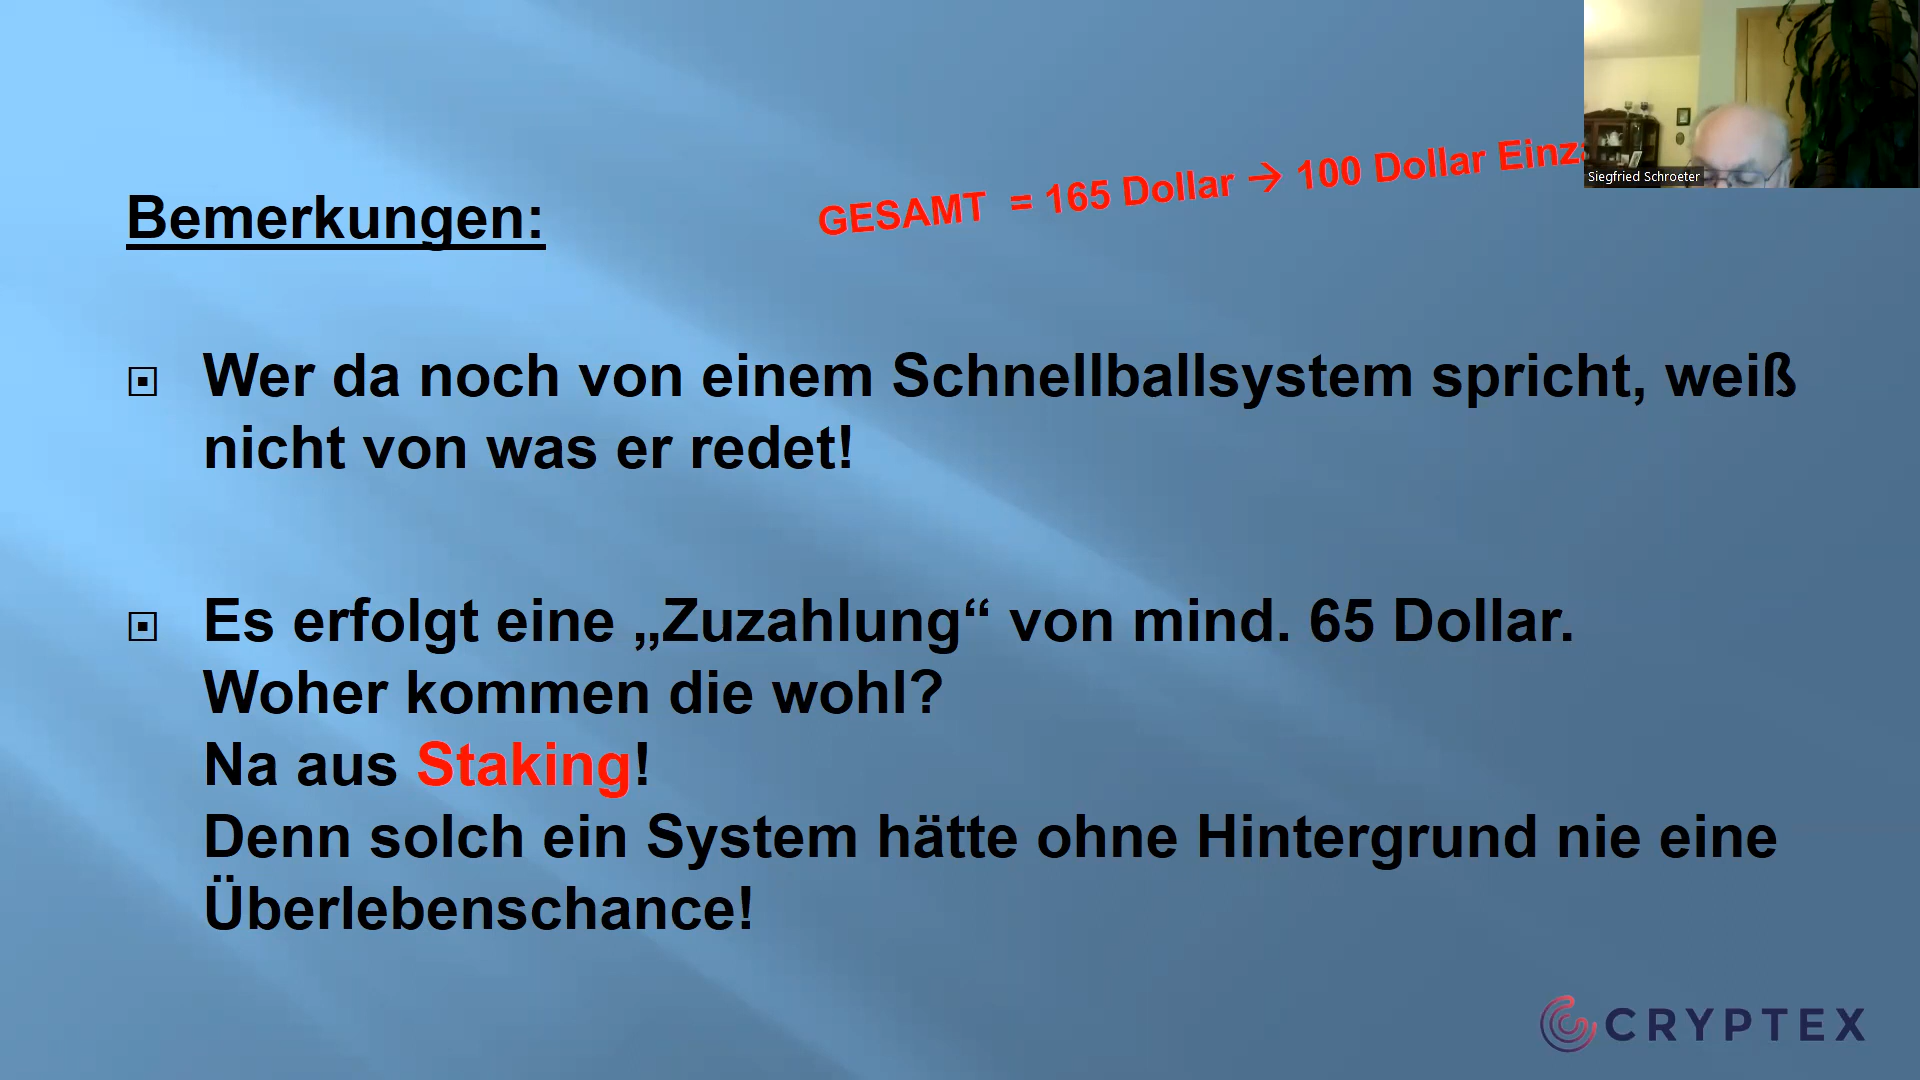 Siegfried Schroeter
GESAMT = 165 Dollar → 100 Dollar
Bemerkungen:
Wer da noch von einem Schnellballsystem spricht, weiß
nicht von was er redet!
Es erfolgt eine „Zuzahlung“ von mind. 65 Dollar.
Woher kommen die wohl?
Na aus Staking!
Denn solch ein System hätte ohne Hintergrund nie eine
Überlebenschance!
CRYPTEX